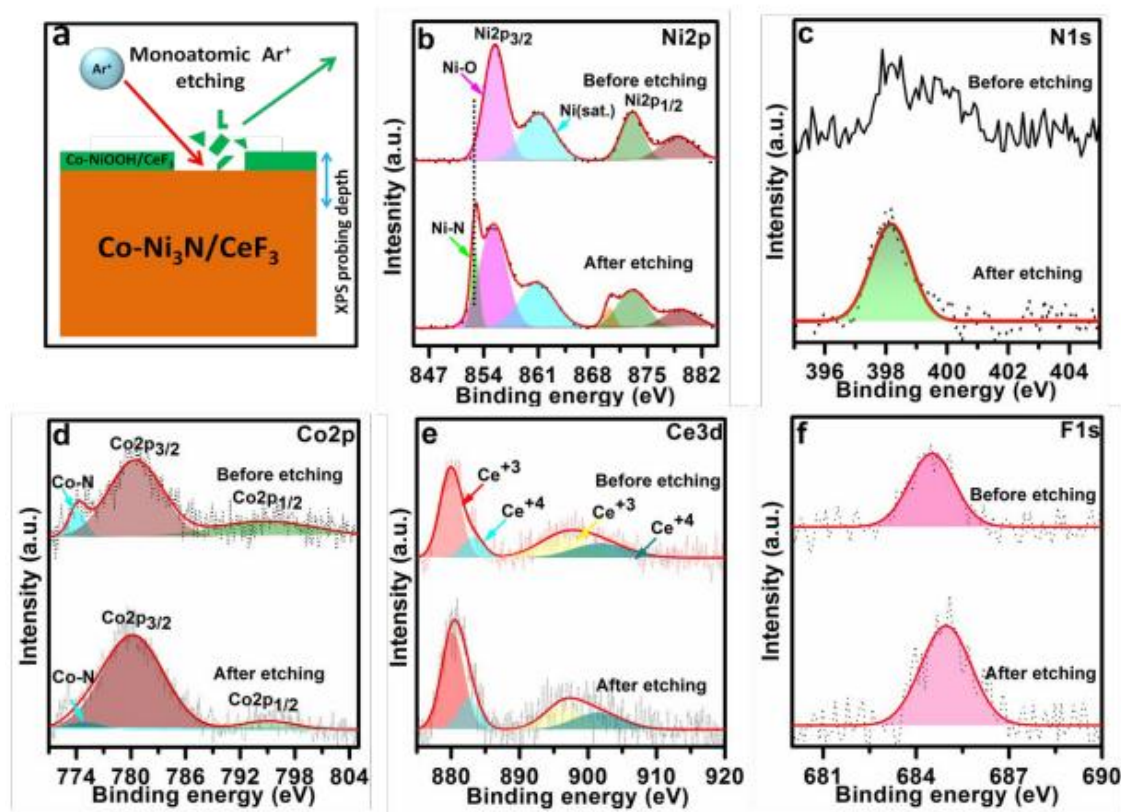 a
Monoatomic Ar⁺
etching
Ar⁺
Co-NiOOH/CeF₃
Co-Ni₃N/CeF₃
XPS probing depth
b
Ni2p
Ni2p₃/₂
Ni-O
Before etching
Ni2p₁/₂
Ni(sat.)
Ni-N
After etching
Intesnity (a.u.)
847 854 861 868 875 882
Binding energy (eV)
c
N1s
Before etching
After etching
Intensity (a.u.)
396 398 400 402 404
Binding energy (eV)
d
Co2p
Co2p₃/₂
Co-N
Before etching
Co2p₁/₂
Co2p₃/₂
Co-N
After etching
Co2p₁/₂
Intensity (a.u.)
774 780 786 792 798 804
Binding energy (eV)
e
Ce3d
Ce⁺³
Before etching
Ce⁺⁴
Ce⁺³
Ce⁺⁴
After etching
Intensity (a.u.)
880 890 900 910 920
Binding energy (eV)
f
F1s
Before etching
After etching
Intensity (a.u.)
681 684 687 690
Binding energy (eV)